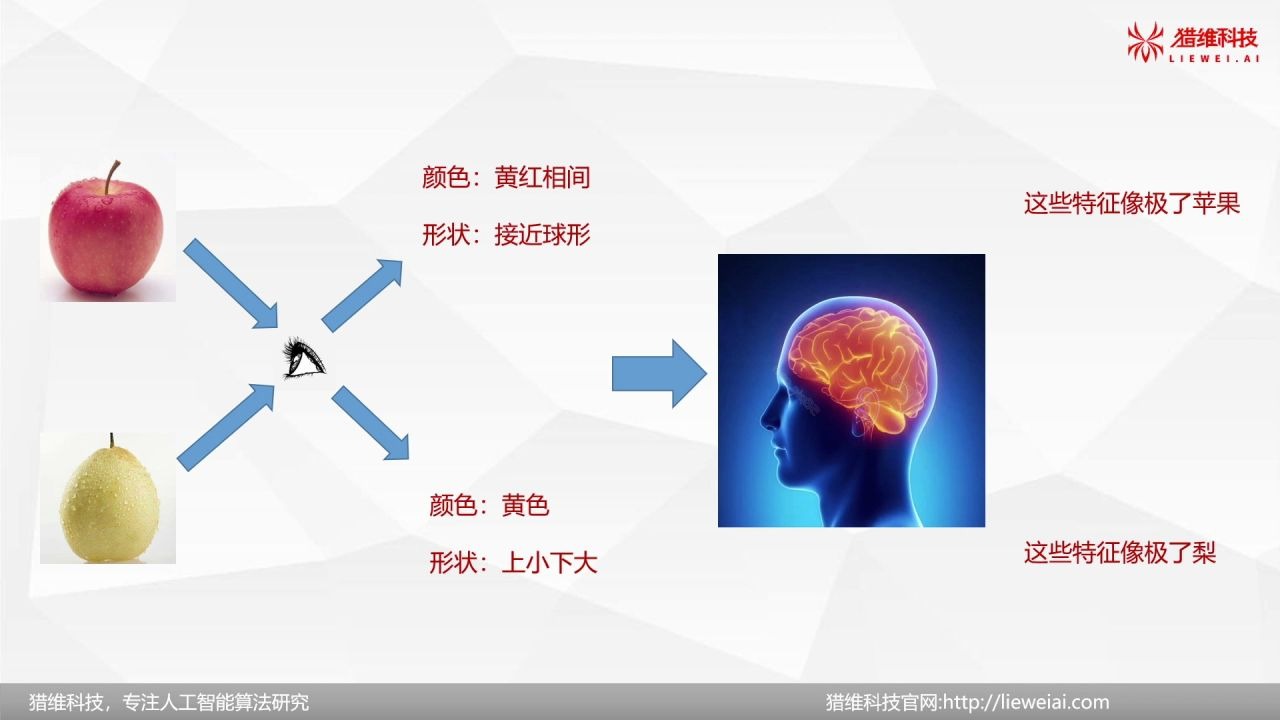 猎维科技
LIEWEI.AI
颜色：黄红相间
形状：接近球形
这些特征像极了苹果
颜色：黄色
形状：上小下大
这些特征像极了梨
猎维科技，专注人工智能算法研究
猎维科技官网:http://lieweiai.com